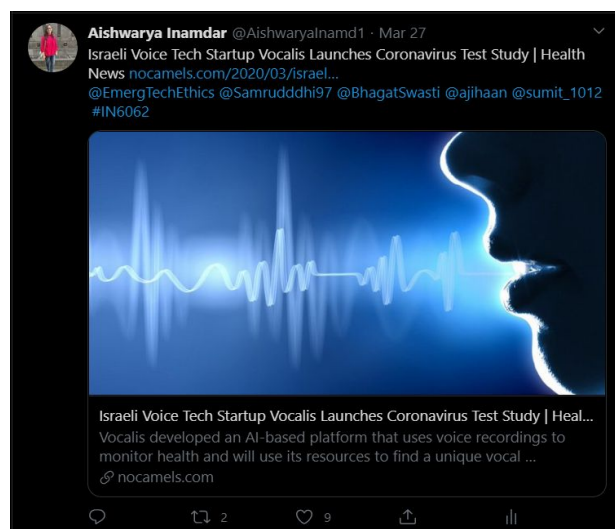 Aishwarya Inamdar @AishwaryaInamd1 · Mar 27
Israeli Voice Tech Startup Vocalis Launches Coronavirus Test Study | Health
News nocamels.com/2020/03/israel...
@EmergTechEthics @Samrudddhi97 @BhagatSwasti @ajihaan @sumit_1012
#IN6062
Israeli Voice Tech Startup Vocalis Launches Coronavirus Test Study | Heal...
Vocalis developed an AI-based platform that uses voice recordings to
monitor health and will use its resources to find a unique vocal ...
nocamels.com
2 9